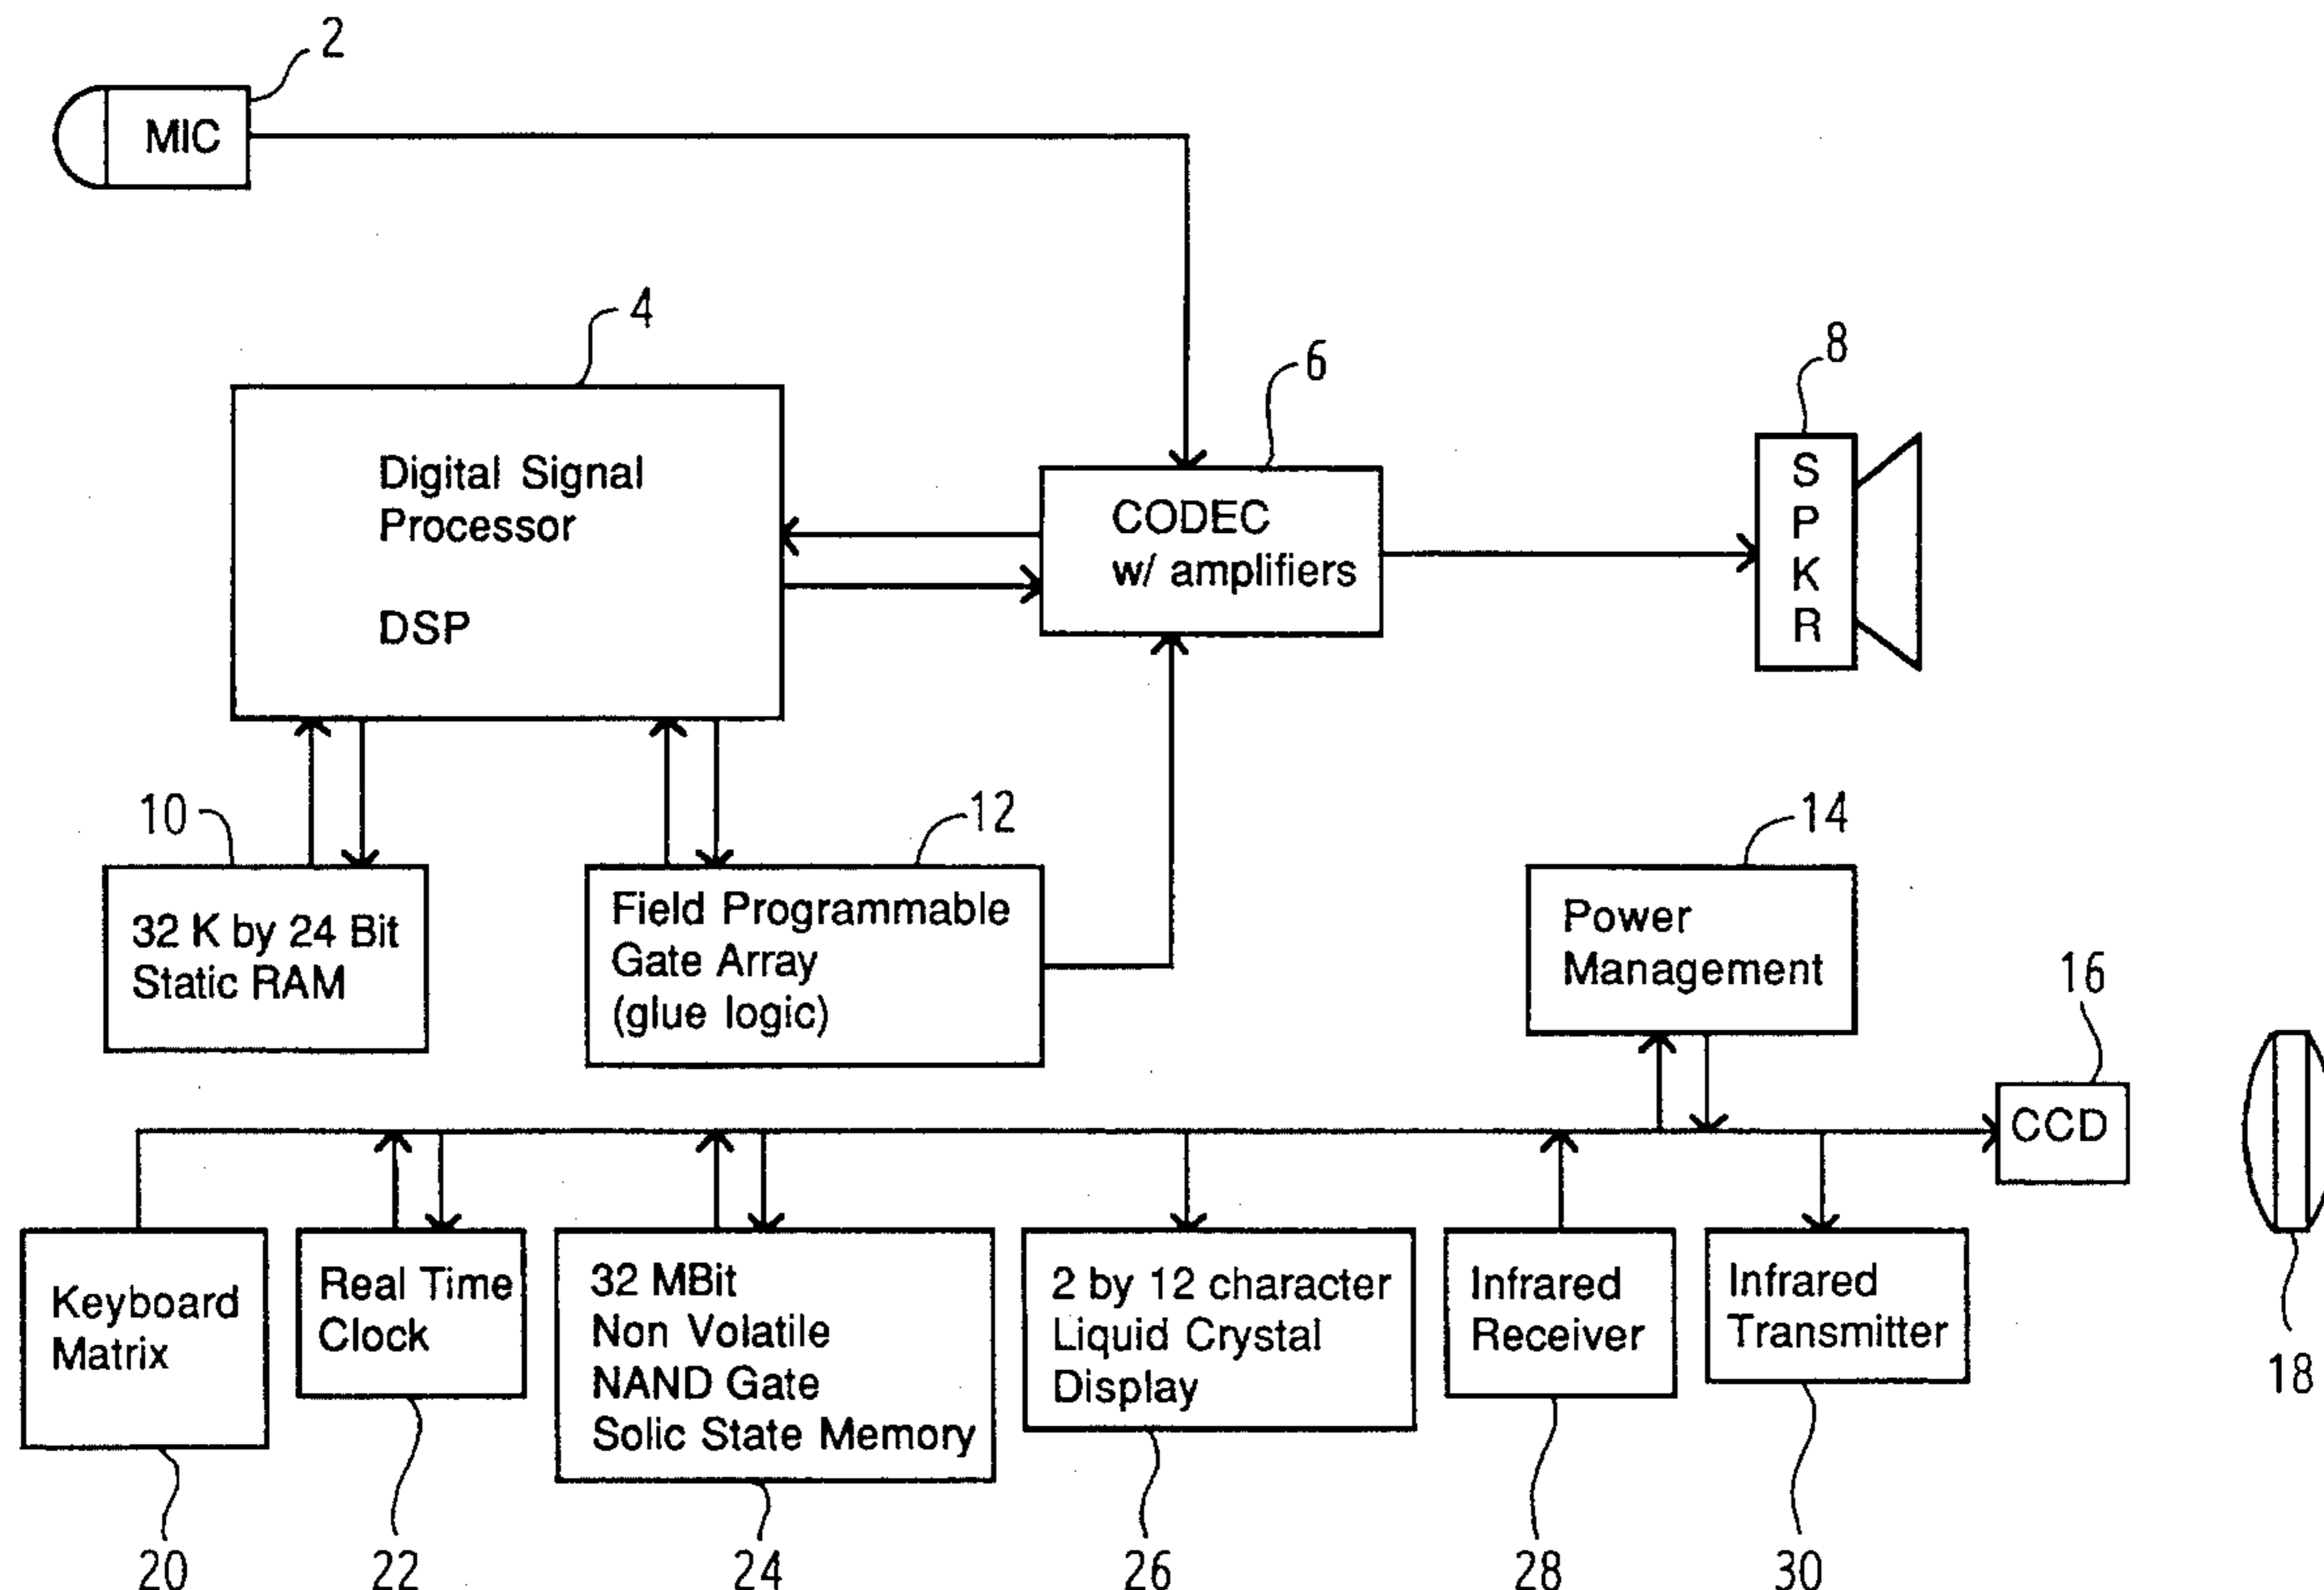 2
MIC
4
6
8
Digital Signal
Processor
DSP
CODEC
w/ amplifiers
S
P
K
R
10
12
14
32 K by 24 Bit
Static RAM
Field Programmable
Gate Array
(glue logic)
Power
Management
16
CCD
18
Keyboard
Matrix
Real Time
Clock
32 MBit
Non Volatile
NAND Gate
Solic State Memory
2 by 12 character
Liquid Crystal
Display
Infrared
Receiver
Infrared
Transmitter
20
22
24
26
28
30